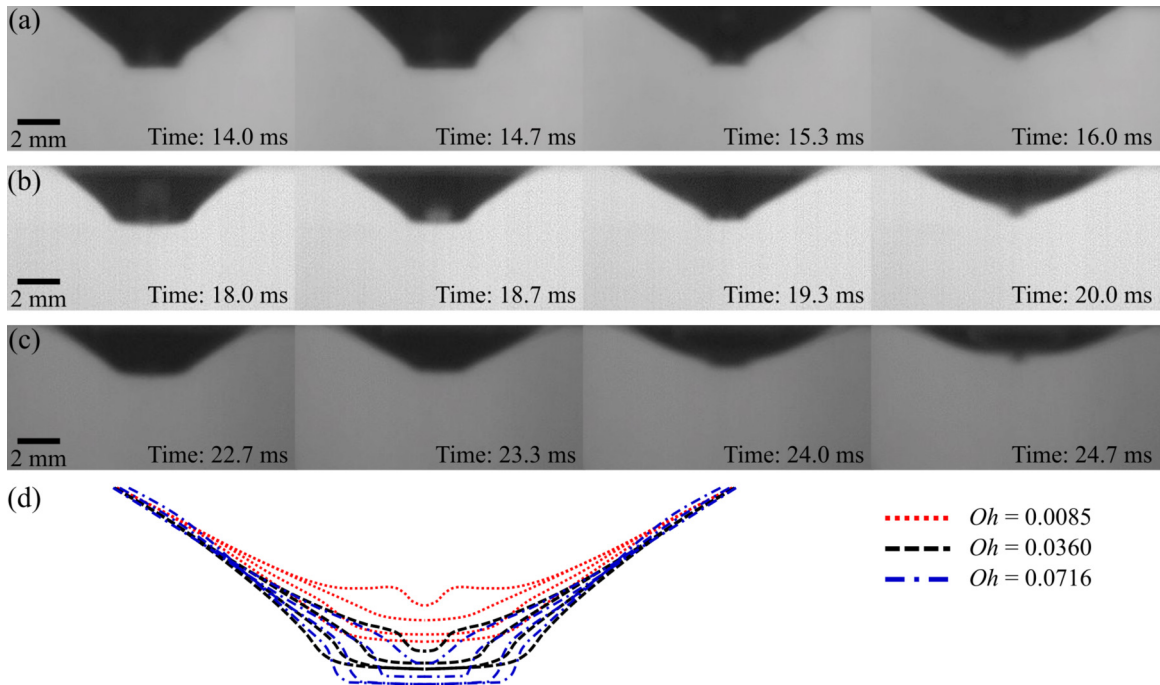 (a)
2 mm
Time: 14.0 ms
Time: 14.7 ms
Time: 15.3 ms
Time: 16.0 ms
(b)
2 mm
Time: 18.0 ms
Time: 18.7 ms
Time: 19.3 ms
Time: 20.0 ms
(c)
2 mm
Time: 22.7 ms
Time: 23.3 ms
Time: 24.0 ms
Time: 24.7 ms
(d)
Oh = 0.0085
Oh = 0.0360
Oh = 0.0716